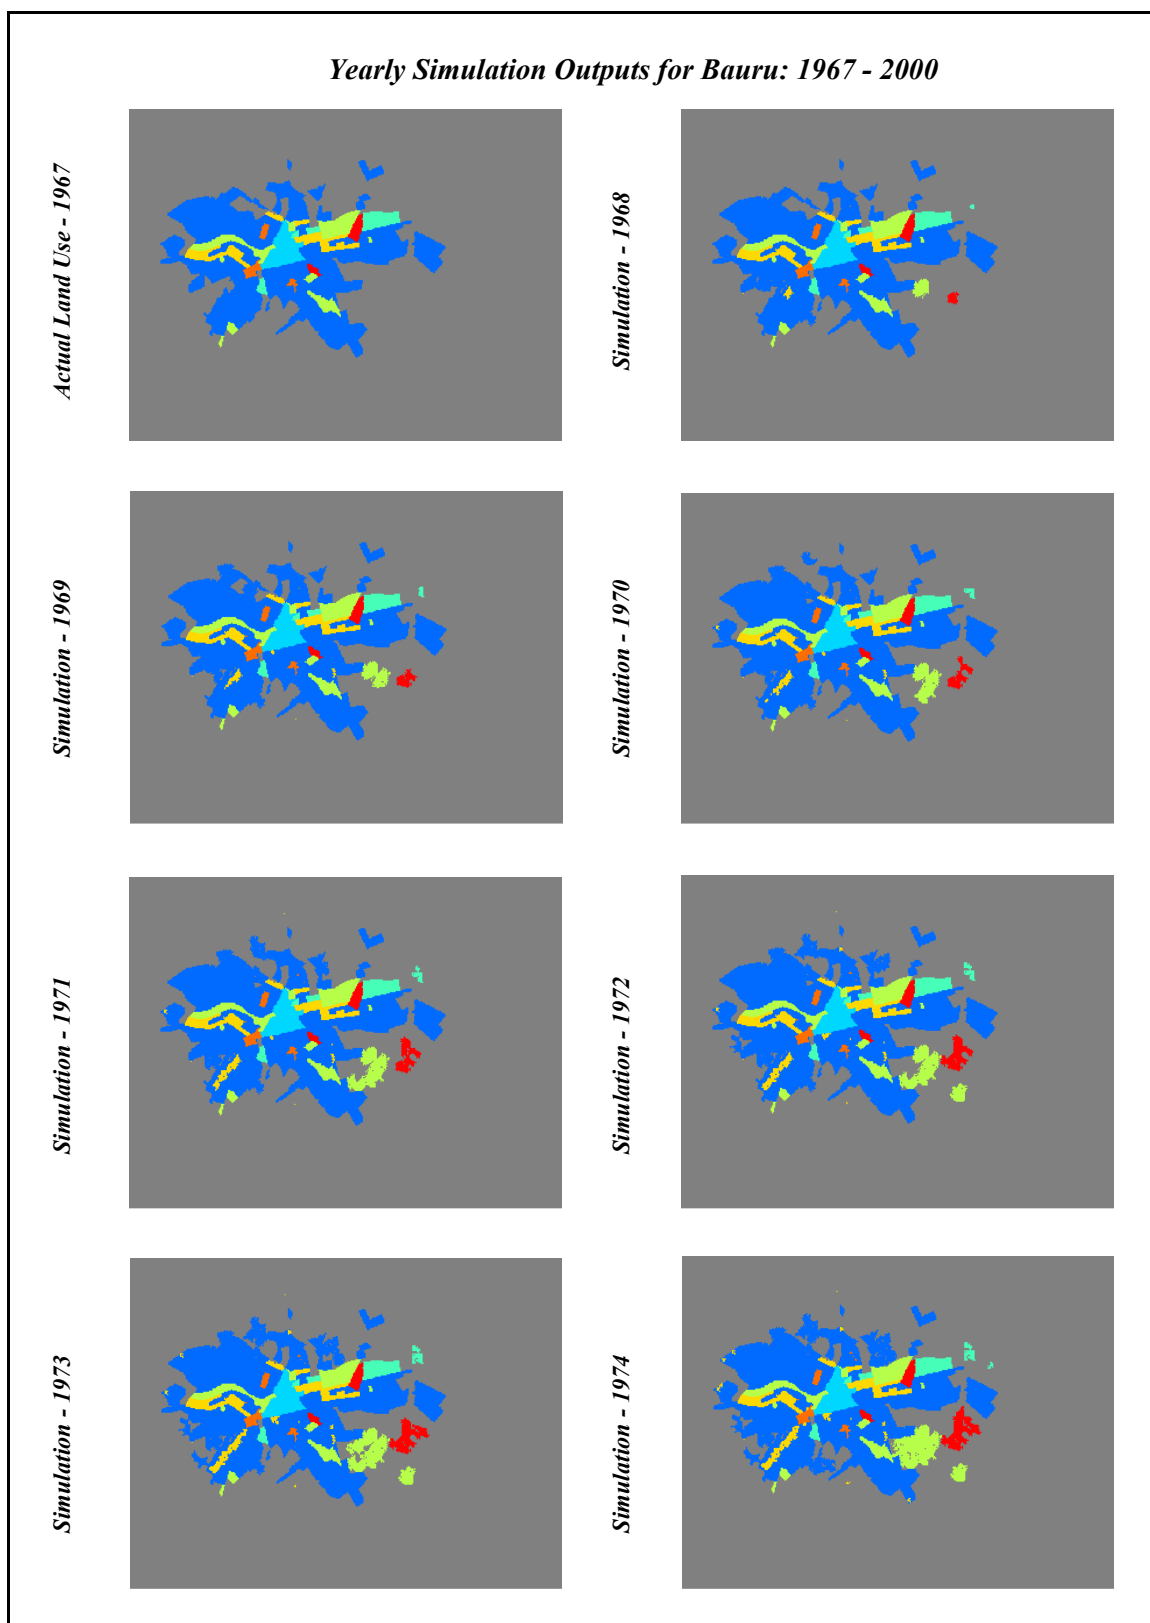 Yearly Simulation Outputs for Bauru: 1967 - 2000
Actual Land Use - 1967
Simulation - 1968
Simulation - 1969
Simulation - 1970
Simulation - 1971
Simulation - 1972
Simulation - 1973
Simulation - 1974